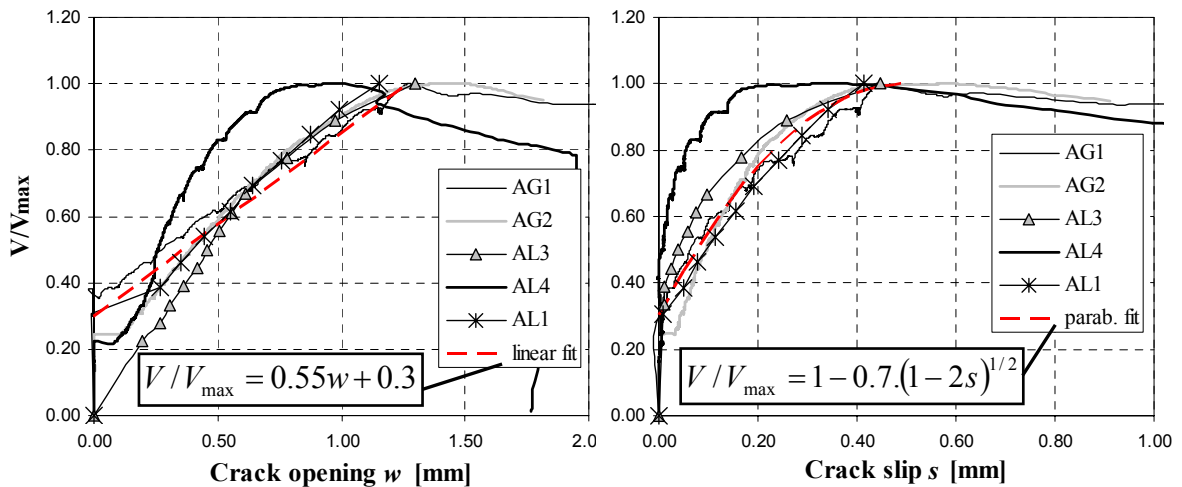 V/Vmax
1.20
1.00
0.80
0.60
0.40
0.20
0.00
0.00
0.50
1.00
1.50
2.0
AG1
AG2
AL3
AL4
AL1
linear fit
V/Vmax = 0.55w + 0.3
Crack opening w [mm]
1.20
1.00
0.80
0.60
0.40
0.20
0.00
0.00
0.20
0.40
0.60
0.80
1.00
AG1
AG2
AL3
AL4
AL1
parab. fit
V/Vmax = 1 − 0.7.(1 − 2s)^1/2
Crack slip s [mm]